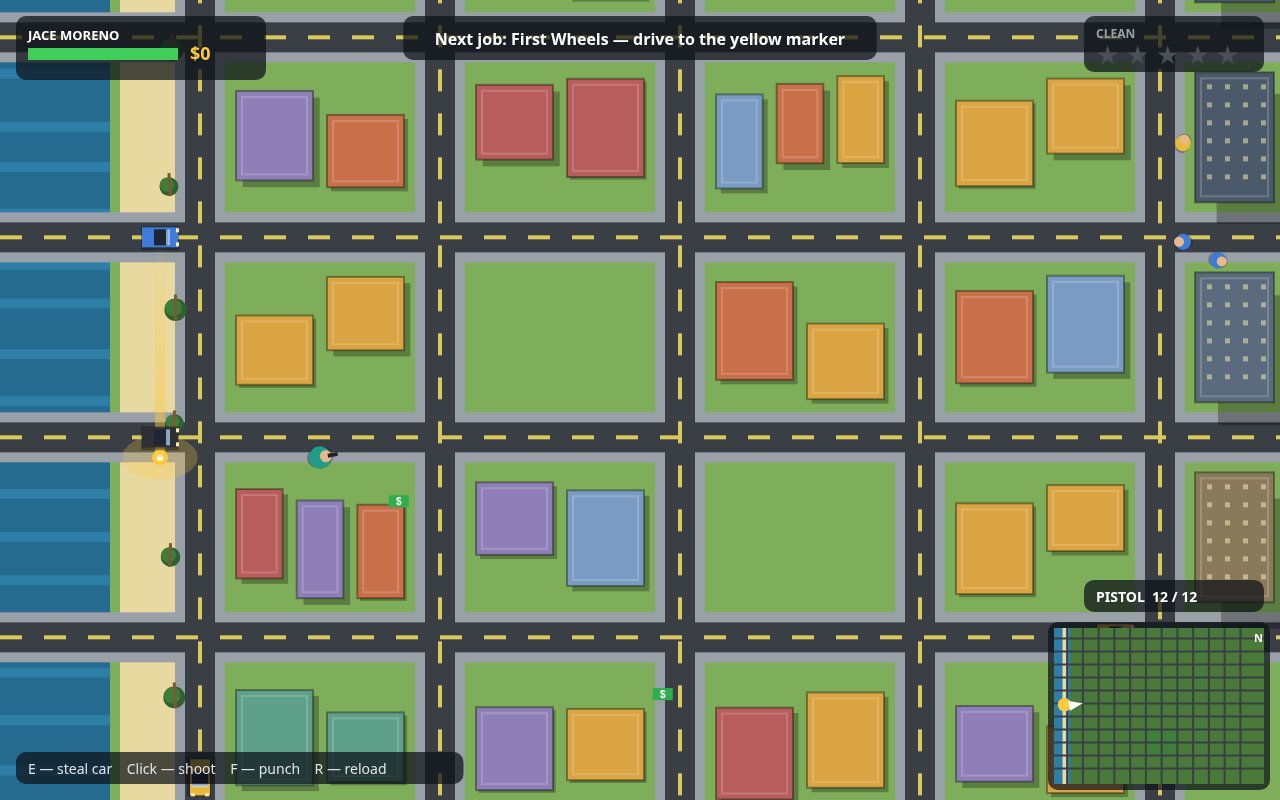 JACE MORENO
$0
Next job: First Wheels — drive to the yellow marker
CLEAN
$
PISTOL 12 / 12
N
$
E — steal car Click — shoot F — punch R — reload